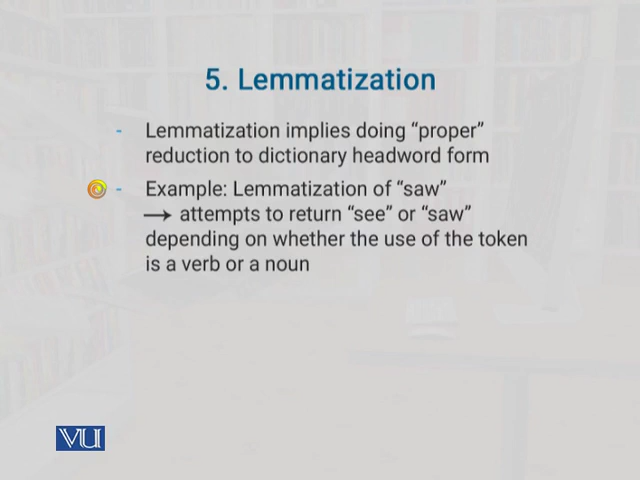 5. Lemmatization
- Lemmatization implies doing “proper”
reduction to dictionary headword form
- Example: Lemmatization of “saw”
→ attempts to return “see” or “saw”
depending on whether the use of the token
is a verb or a noun
VU